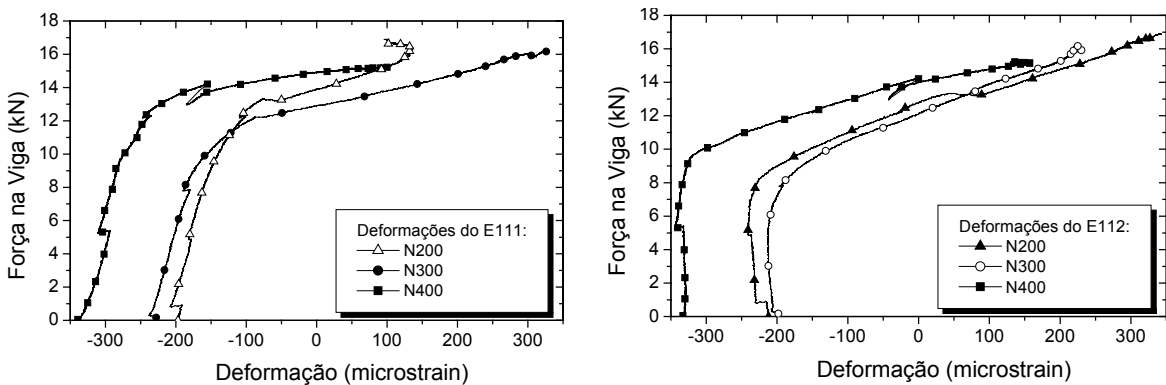 18
16
14
12
10
8
6
4
2
0
Força na Viga (kN)
-300 -200 -100 0 100 200 300
Deformação (microstrain)
Deformações do E111:
N200
N300
N400
18
16
14
12
10
8
6
4
2
0
Força na Viga (kN)
-300 -200 -100 0 100 200 300
Deformação (microstrain)
Deformações do E112:
N200
N300
N400